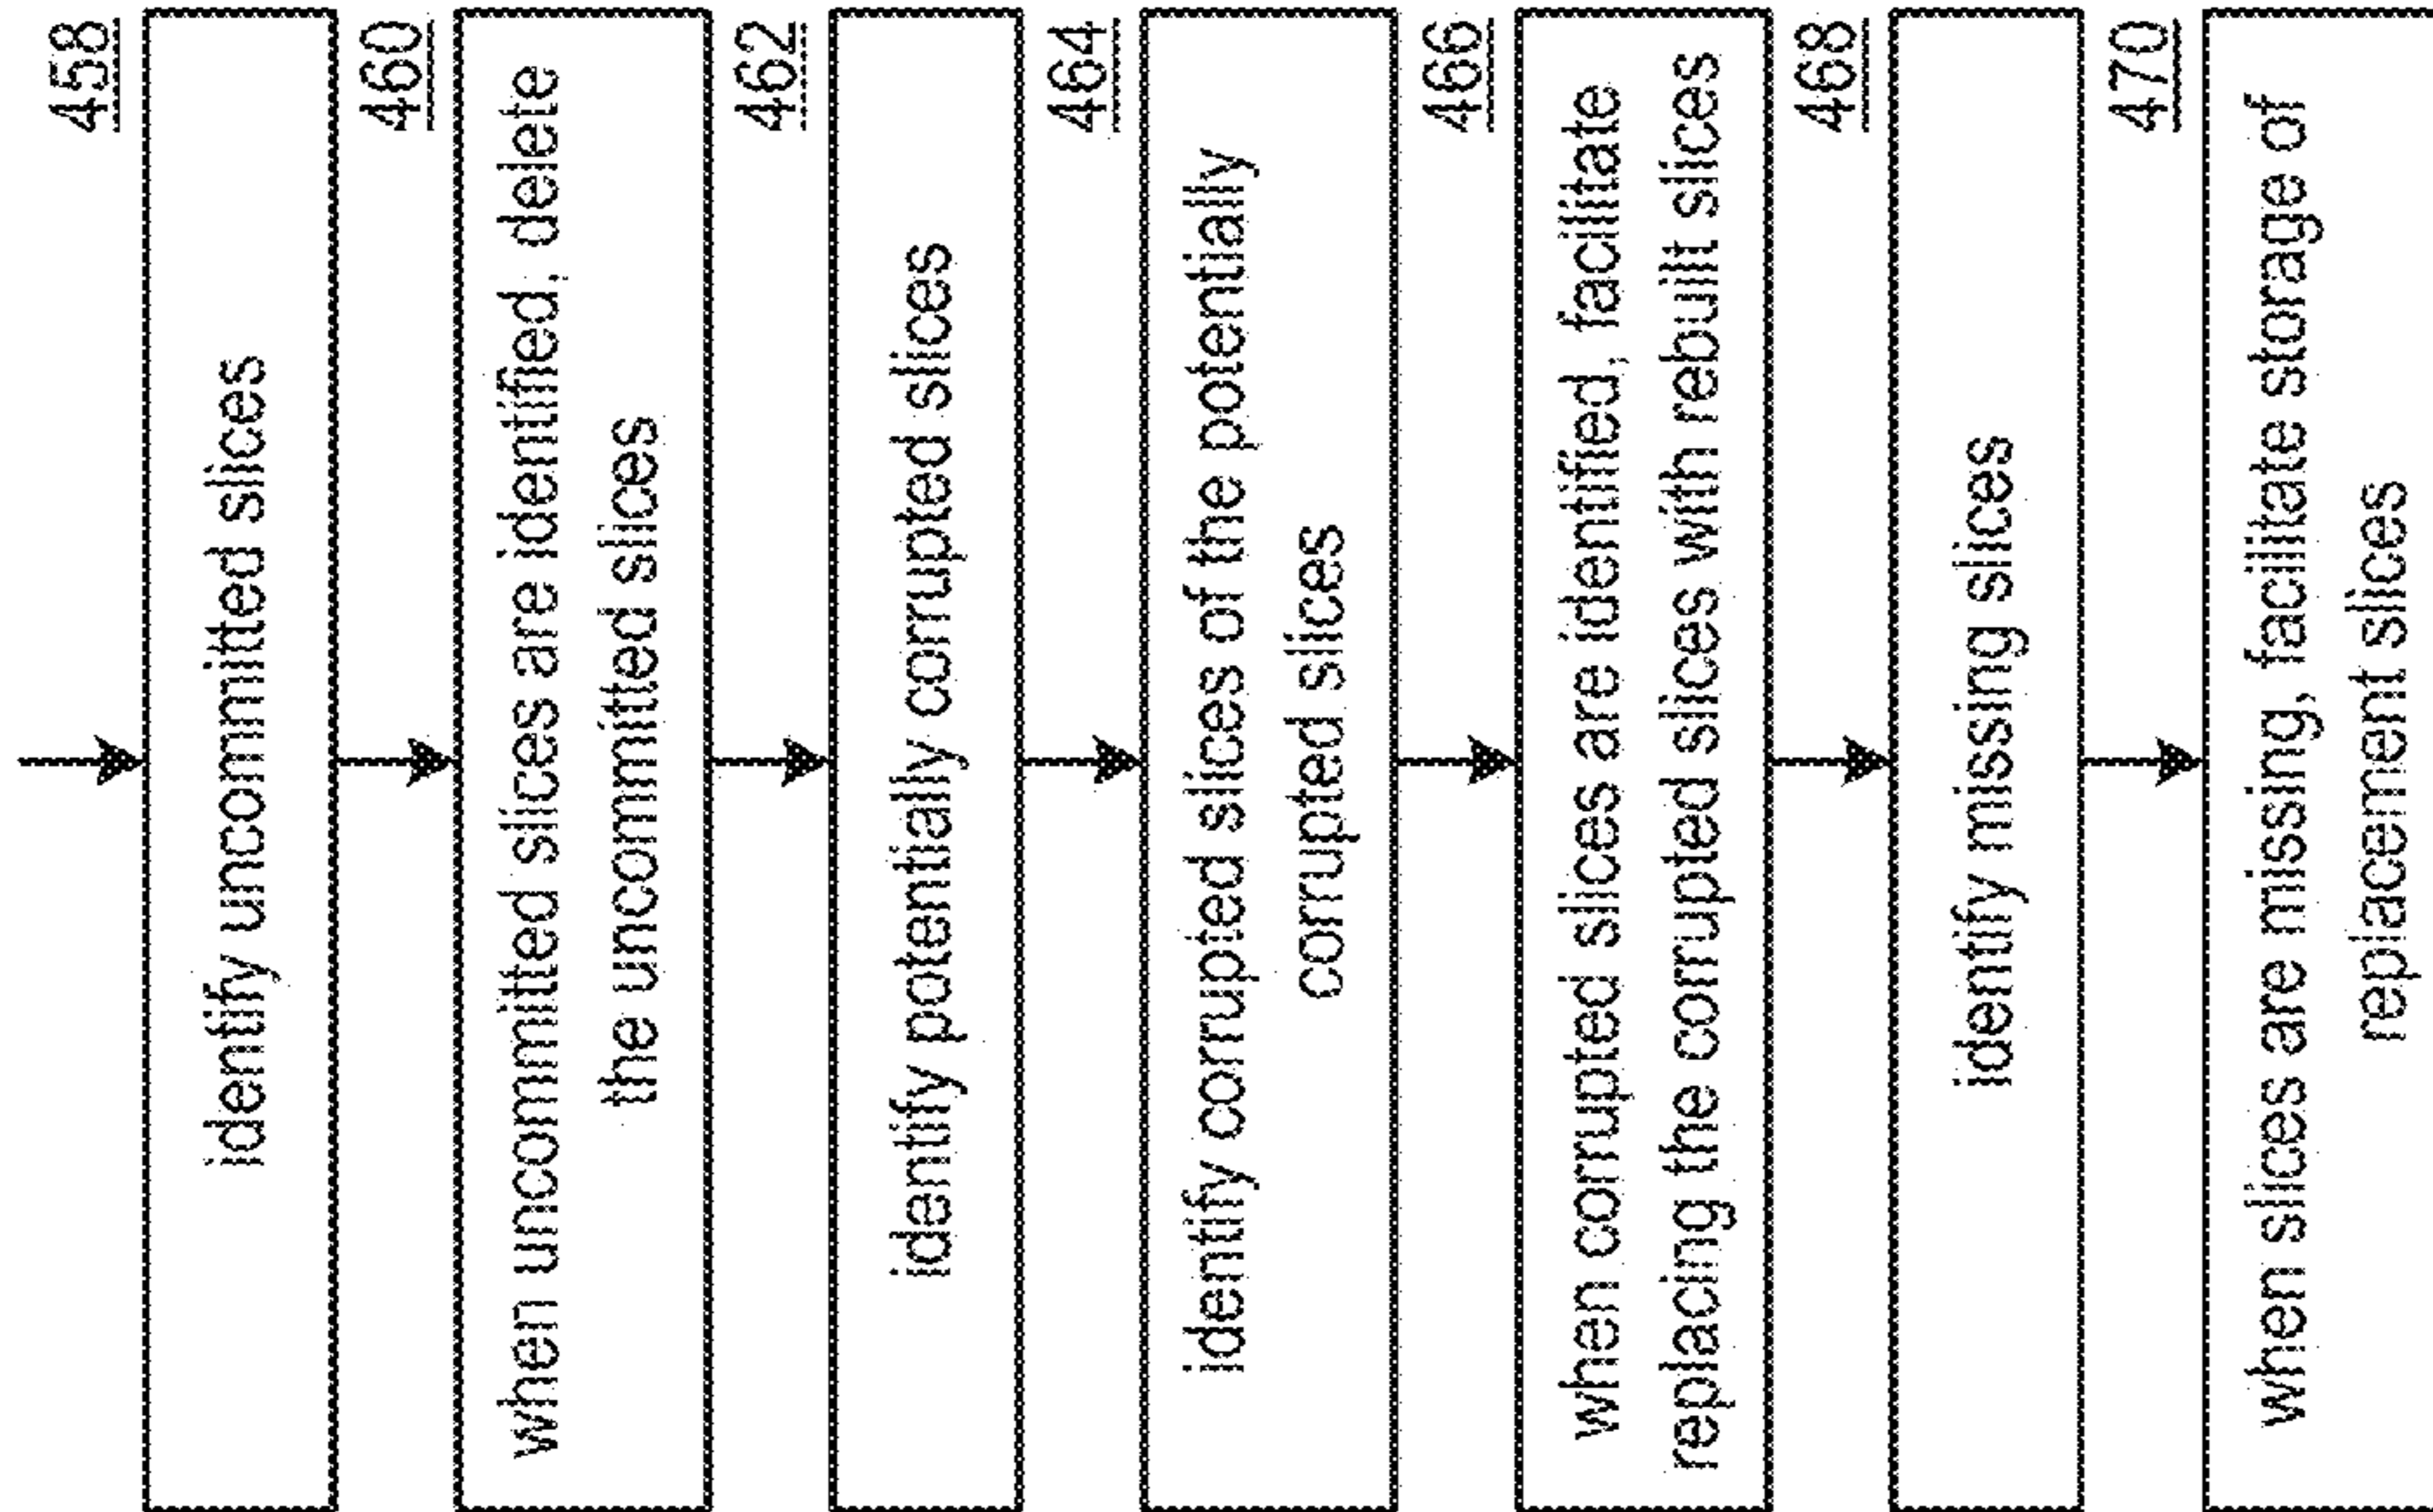 458
identify uncommitted slices
460
when uncommitted slices are identified, delete
the uncommitted slices
462
identify potentially corrupted slices
464
identify corrupted slices of the potentially
corrupted slices
466
when corrupted slices are identified, facilitate
replacing the corrupted slices with rebuilt slices
468
identify missing slices
470
when slices are missing, facilitate storage of
replacement slices